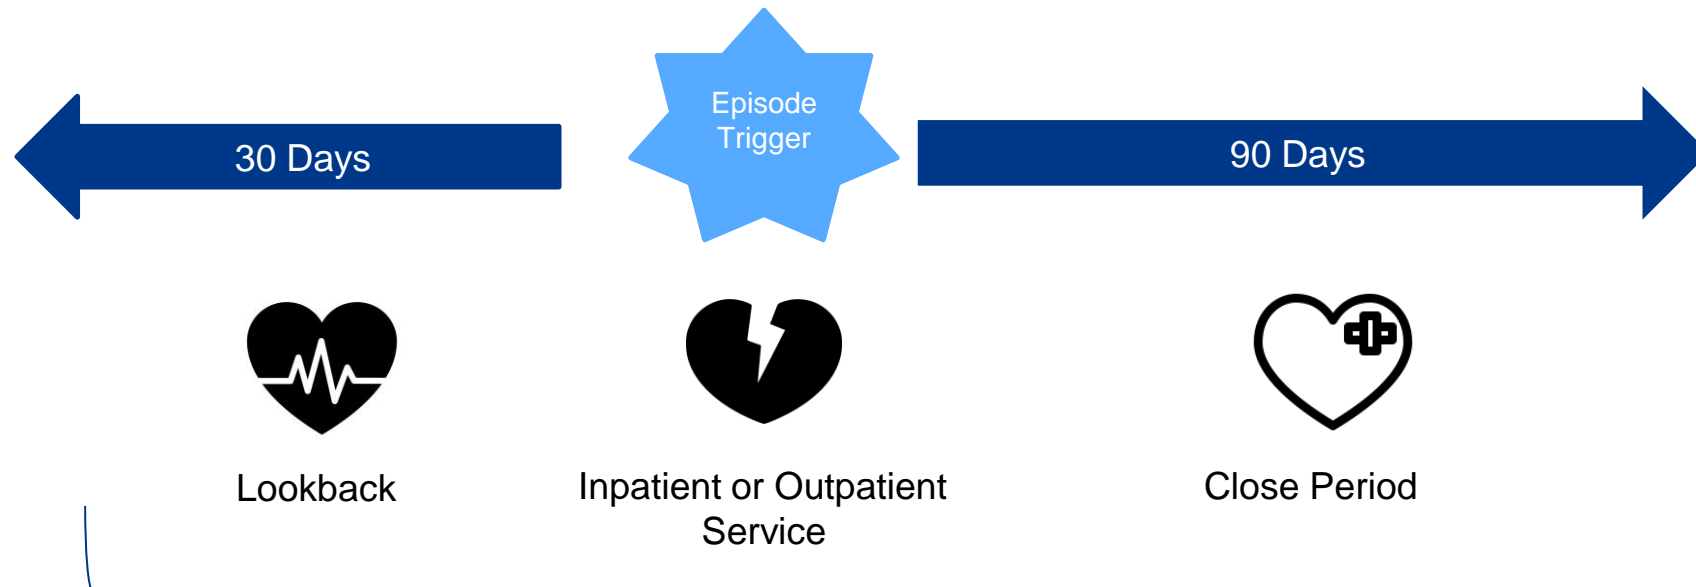 Episode
Trigger
30 Days
90 Days
Lookback
Inpatient or Outpatient
Service
Close Period